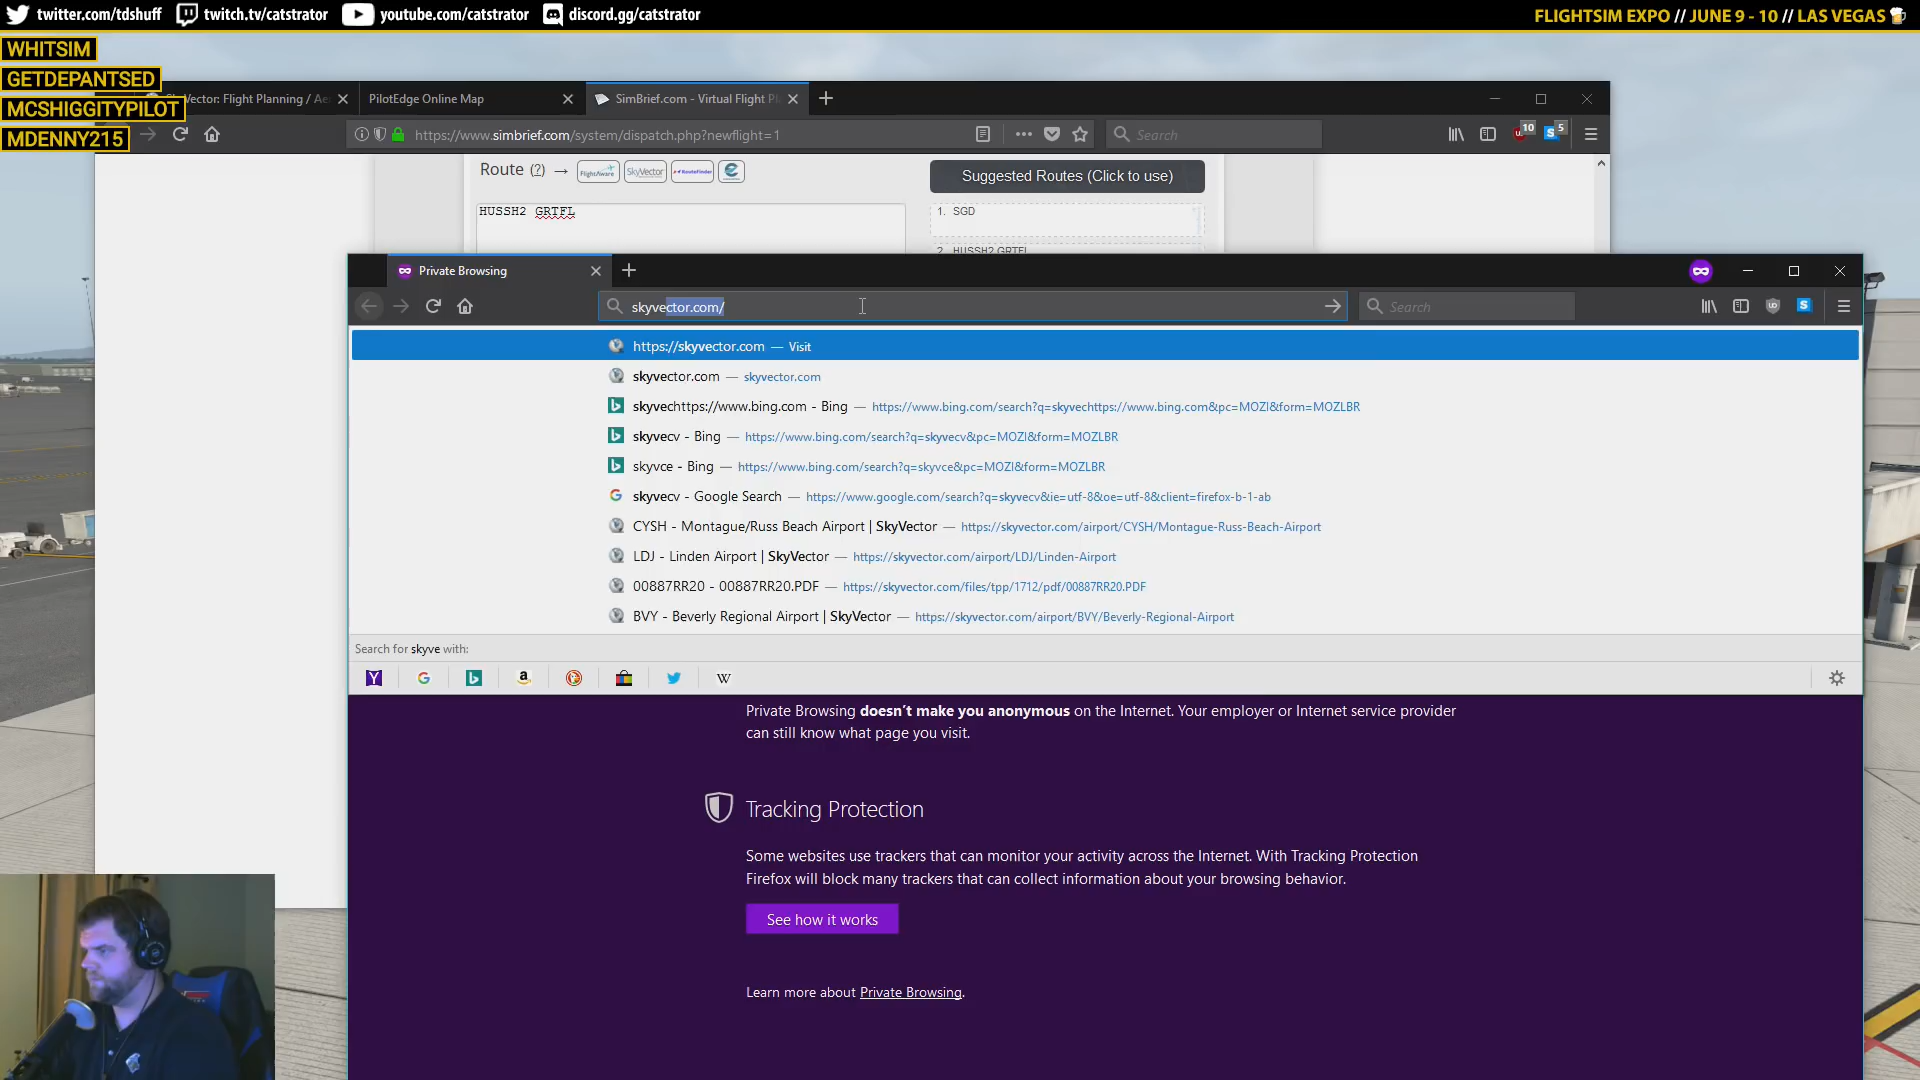 twitter.com/tdshuff twitch.tv/catstrator youtube.com/catstrator discord.gg/catstrator FLIGHTSIM EXPO // JUNE 9 - 10 // LAS VEGAS
WHITSIM
GETDEPANTSED
MCSHIGGITYPILOT
MDENNY215
Vector: Flight Planning / Ae
PilotEdge Online Map
SimBrief.com - Virtual Flight Pl
https://www.simbrief.com/system/dispatch.php?newflight=1
Search
10
5
Route (?) → FlightAware SkyVector RouteFinder
Suggested Routes (Click to use)
HUSSH2 GRTFL
1. SGD
2. HUSSH2 GRTFL
Private Browsing
skyvector.com/
Search
https://skyvector.com — Visit
skyvector.com — skyvector.com
skyvechttps://www.bing.com - Bing — https://www.bing.com/search?q=skyvechttps://www.bing.com&pc=MOZI&form=MOZLBR
skyvecv - Bing — https://www.bing.com/search?q=skyvecv&pc=MOZI&form=MOZLBR
skyvce - Bing — https://www.bing.com/search?q=skyvce&pc=MOZI&form=MOZLBR
skyvecv - Google Search — https://www.google.com/search?q=skyvecv&ie=utf-8&oe=utf-8&client=firefox-b-1-ab
CYSH - Montague/Russ Beach Airport | SkyVector — https://skyvector.com/airport/CYSH/Montague-Russ-Beach-Airport
LDJ - Linden Airport | SkyVector — https://skyvector.com/airport/LDJ/Linden-Airport
00887RR20 - 00887RR20.PDF — https://skyvector.com/files/tpp/1712/pdf/00887RR20.PDF
BVY - Beverly Regional Airport | SkyVector — https://skyvector.com/airport/BVY/Beverly-Regional-Airport
Search for skyve with:
Private Browsing doesn't make you anonymous on the Internet. Your employer or Internet service provider
can still know what page you visit.
Tracking Protection
Some websites use trackers that can monitor your activity across the Internet. With Tracking Protection
Firefox will block many trackers that can collect information about your browsing behavior.
See how it works
Learn more about Private Browsing.